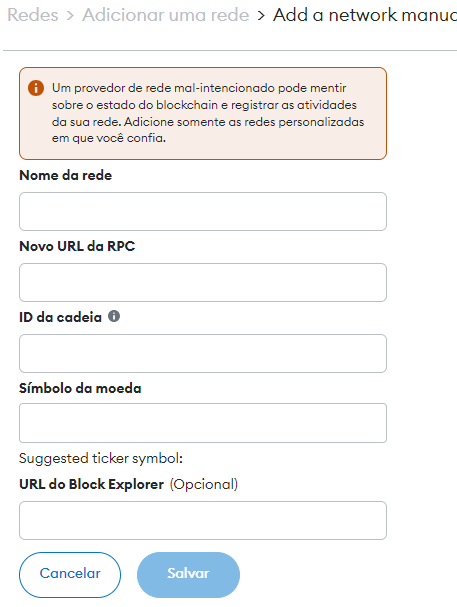 Redes > Adicionar uma rede > Add a network manua
Um provedor de rede mal-intencionado pode mentir
sobre o estado do blockchain e registrar as atividades
da sua rede. Adicione somente as redes personalizadas
em que você confia.
Nome da rede
Novo URL da RPC
ID da cadeia
Símbolo da moeda
Suggested ticker symbol:
URL do Block Explorer (Opcional)
Cancelar
Salvar